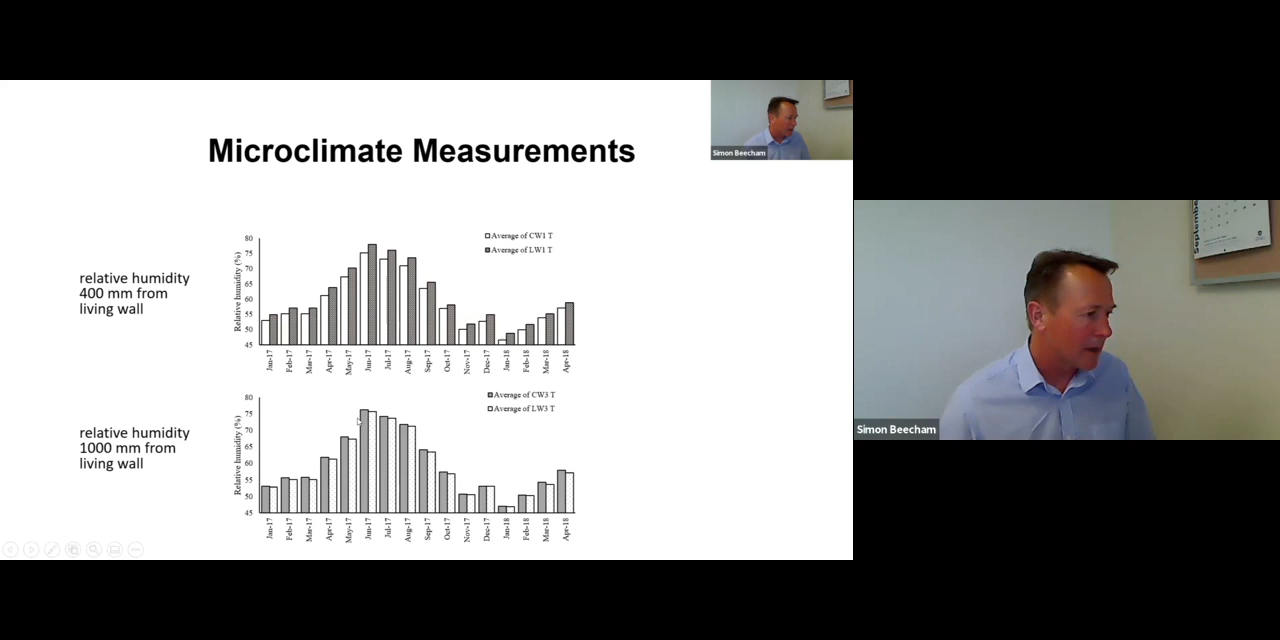 Microclimate Measurements
Simon Beecham
relative humidity
400 mm from
living wall
Relative humidity (%)
80
75
70
65
60
55
50
45
Average of CW1 T
Average of LW1 T
Jan-17
Feb-17
Mar-17
Apr-17
May-17
Jun-17
Jul-17
Aug-17
Sep-17
Oct-17
Nov-17
Dec-17
Jan-18
Feb-18
Mar-18
Apr-18
relative humidity
1000 mm from
living wall
Relative humidity (%)
80
75
70
65
60
55
50
45
Average of CW3 T
Average of LW3 T
Jan-17
Feb-17
Mar-17
Apr-17
May-17
Jun-17
Jul-17
Aug-17
Sep-17
Oct-17
Nov-17
Dec-17
Jan-18
Feb-18
Mar-18
Apr-18
September
Simon Beecham